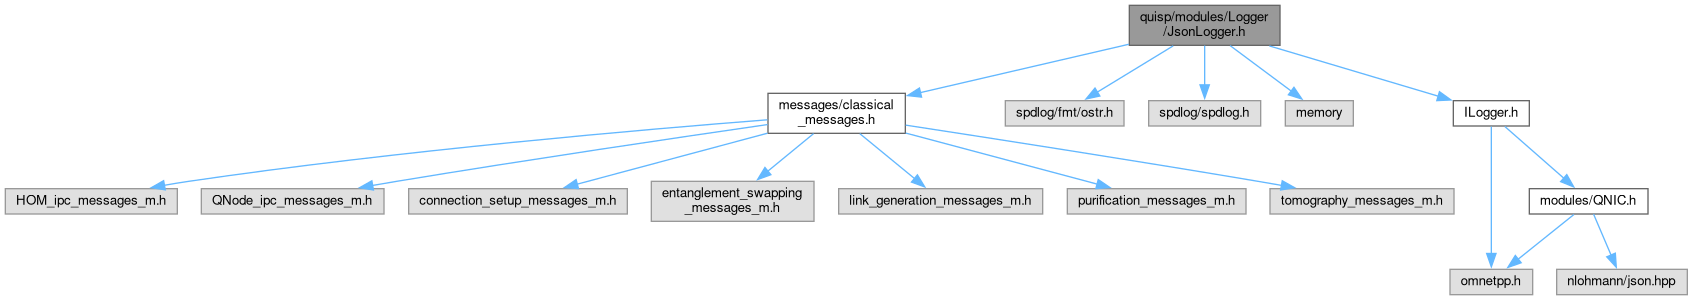 quisp/modules/Logger
/JsonLogger.h
messages/classical
_messages.h
spdlog/fmt/ostr.h
spdlog/spdlog.h
memory
ILogger.h
HOM_ipc_messages_m.h
QNode_ipc_messages_m.h
connection_setup_messages_m.h
entanglement_swapping
_messages_m.h
link_generation_messages_m.h
purification_messages_m.h
tomography_messages_m.h
modules/QNIC.h
omnetpp.h
nlohmann/json.hpp